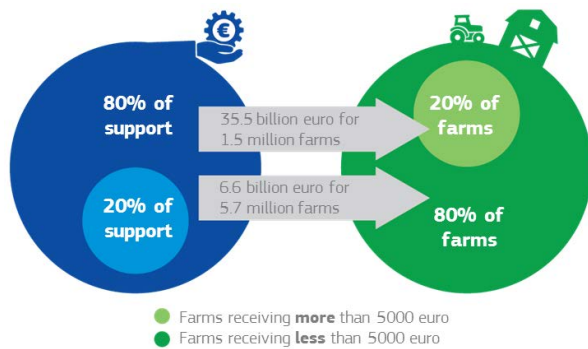 80% of
support
35.5 billion euro for
1.5 million farms
20% of
farms
20% of
support
6.6 billion euro for
5.7 million farms
80% of
farms
Farms receiving more than 5000 euro
Farms receiving less than 5000 euro